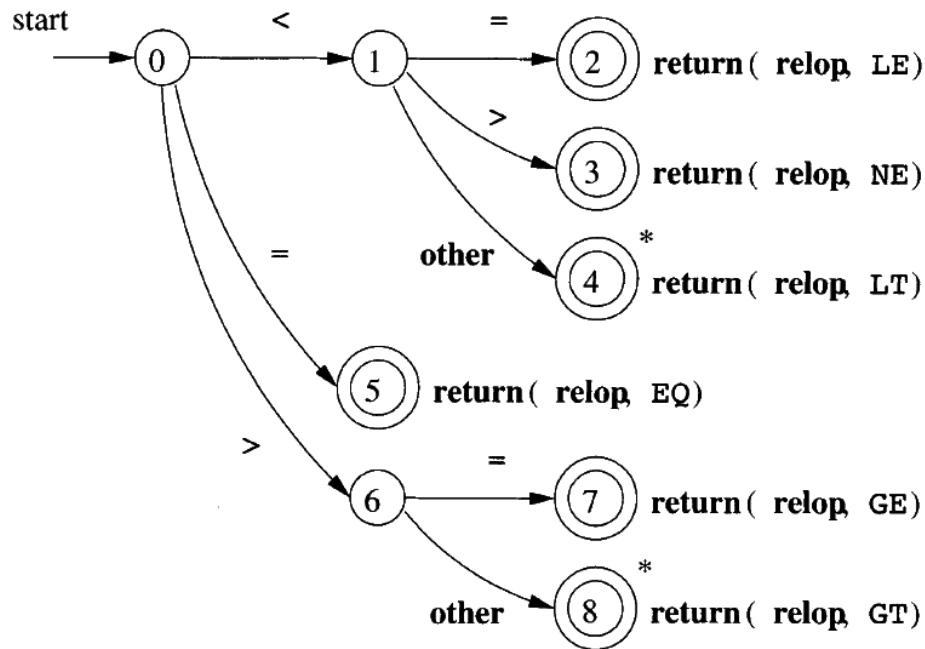 start
<
=
0
1
2
return( relop, LE)
>
3
return( relop, NE)
other
*
4
return( relop, LT)
=
5
return( relop, EQ)
>
=
6
7
return( relop, GE)
other
*
8
return( relop, GT)